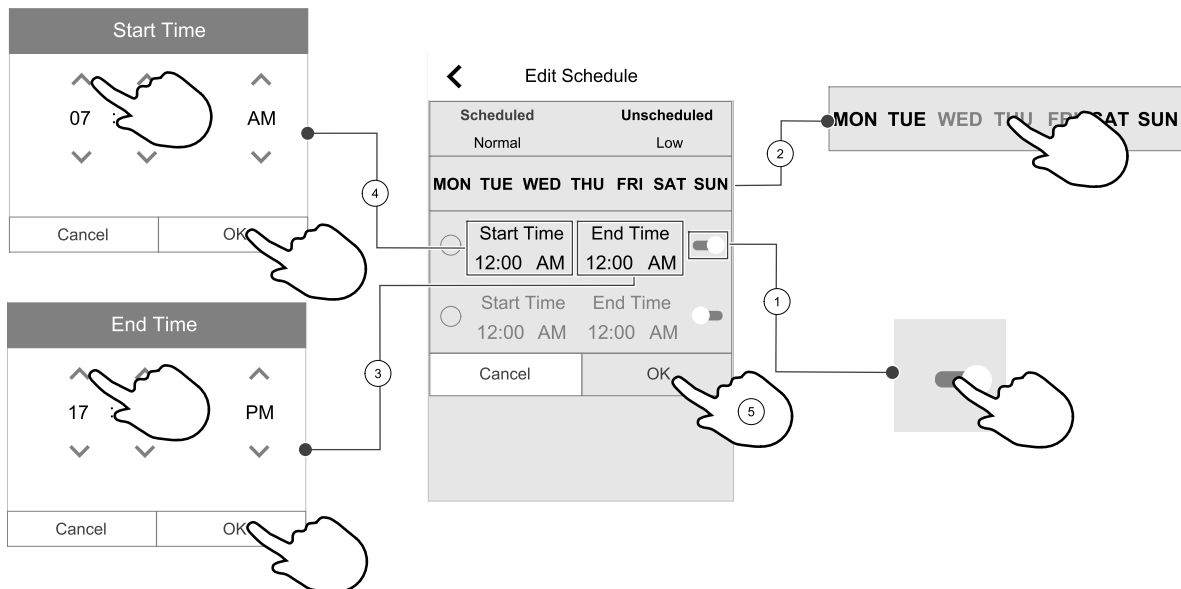 Start Time
07 : AM
Cancel OK
End Time
17 : PM
Cancel OK
Edit Schedule
Scheduled Unscheduled
Normal Low
MON TUE WED THU FRI SAT SUN
Start Time End Time
12:00 AM 12:00 AM
Start Time End Time
12:00 AM 12:00 AM
Cancel OK
MON TUE WED THU FRI SAT SUN
4
3
2
1
5